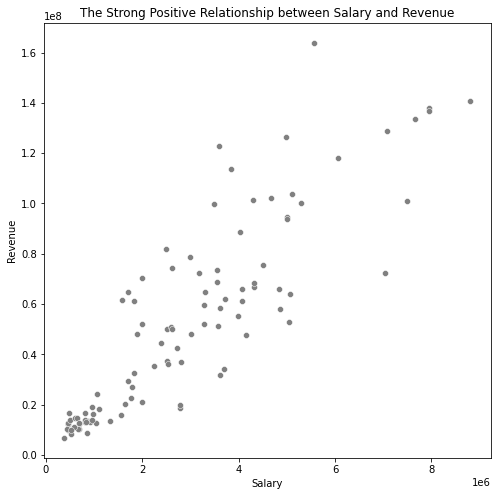 The Strong Positive Relationship between Salary and Revenue
1e8
1.6
1.4
1.2
1.0
0.8
0.6
0.4
0.2
0.0
Revenue
0
2
4
6
8
Salary
1e6